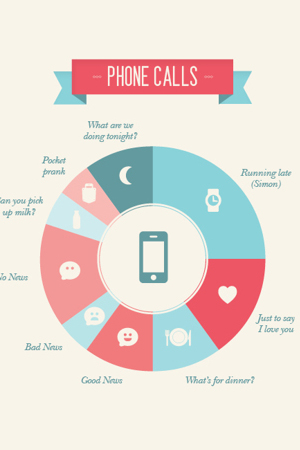 PHONE CALLS
What are we
doing tonight?
Pocket
prank
Running late
(Simon)
an you pick
up milk?
No News
Just to say
I love you
Bad News
Good News
What's for dinner?